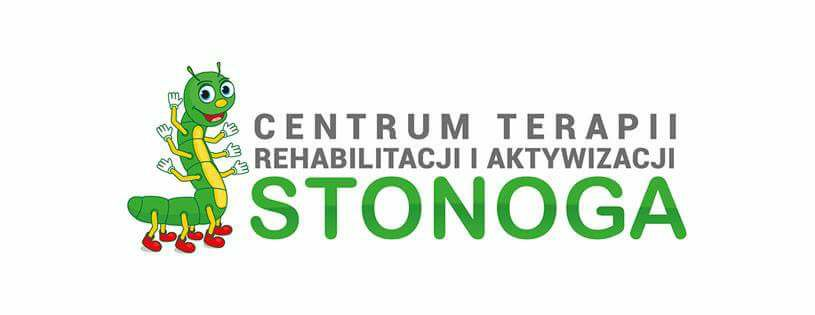 CENTRUM TERAPII
REHABILITACJI I AKTYWIZACJI
STONOGA